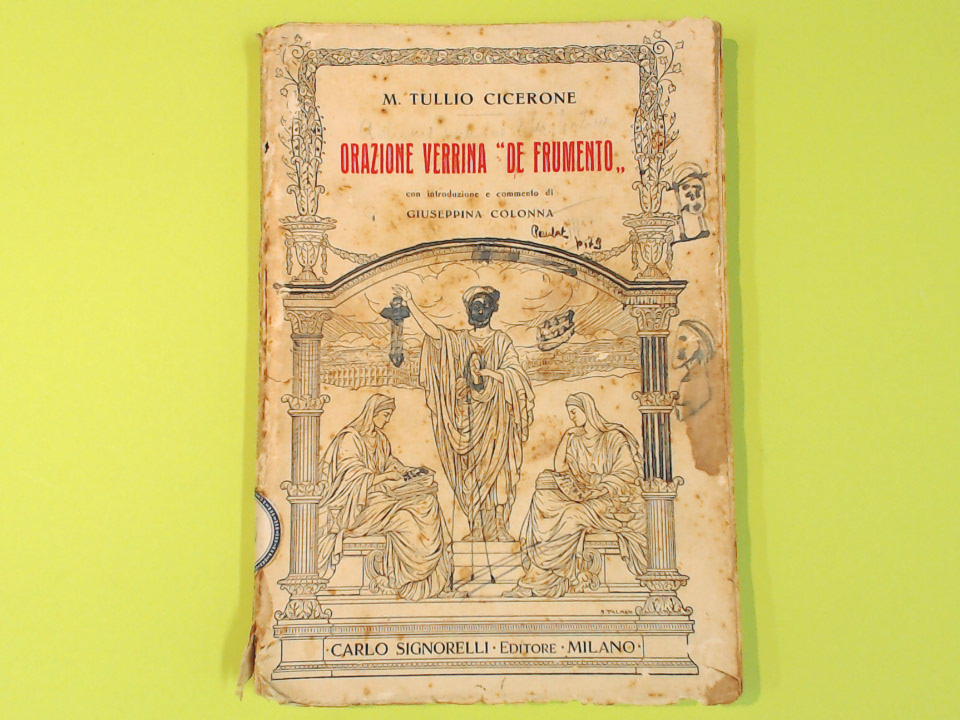 M. TULLIO CICERONE
ORAZIONE VERRINA "DE FRUMENTO„
con introduzione e commento di
GIUSEPPINA COLONNA
CARLO SIGNORELLI · EDITORE · MILANO ·